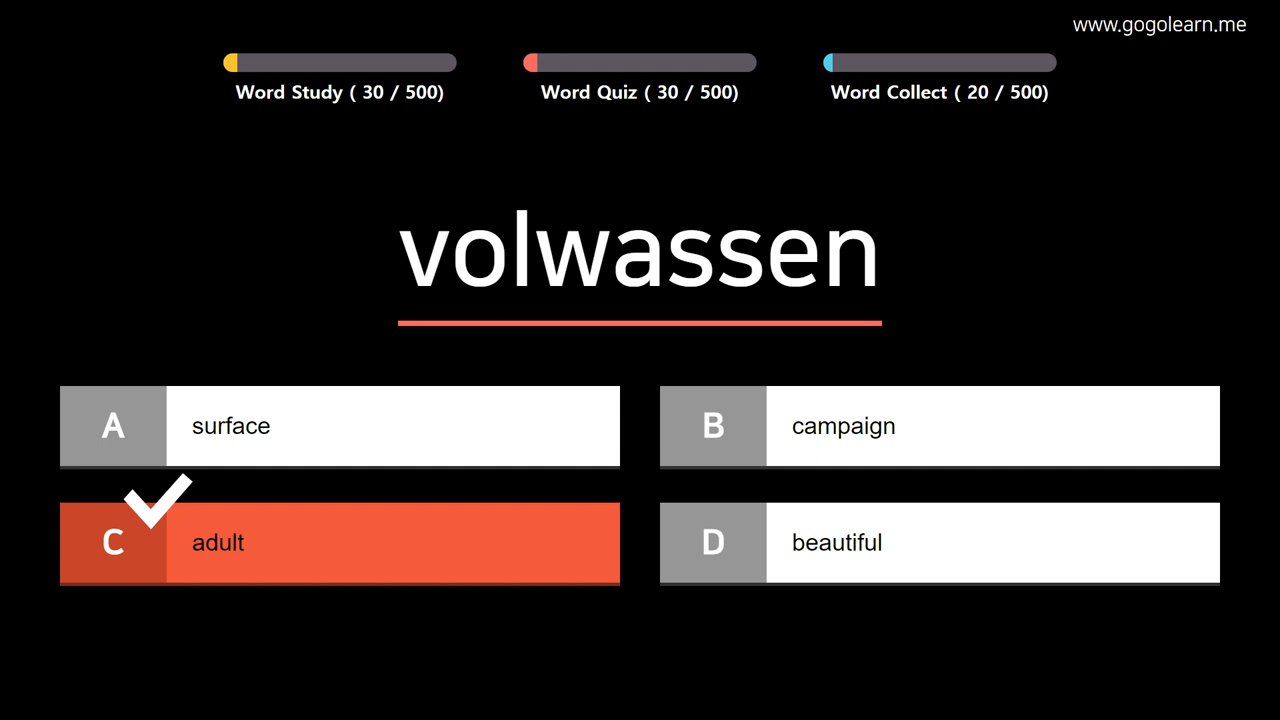 www.gogolearn.me
Word Study ( 30 / 500)
Word Quiz ( 30 / 500)
Word Collect ( 20 / 500)
volwassen
A surface
B campaign
C adult
D beautiful